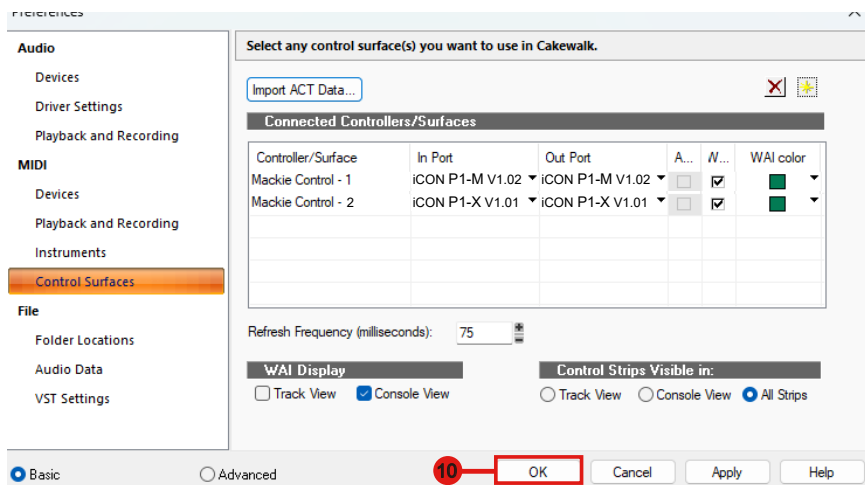 Preferences
Audio
Devices
Driver Settings
Playback and Recording
MIDI
Devices
Playback and Recording
Instruments
Control Surfaces
File
Folder Locations
Audio Data
VST Settings
Basic
Advanced
Select any control surface(s) you want to use in Cakewalk.
Import ACT Data...
Connected Controllers/Surfaces
Controller/Surface In Port Out Port A... W... WAI color
Mackie Control - 1 iCON P1-M V1.02 iCON P1-M V1.02
Mackie Control - 2 iCON P1-X V1.01 iCON P1-X V1.01
Refresh Frequency (milliseconds): 75
WAI Display
Track View Console View
Control Strips Visible in:
Track View Console View All Strips
10 OK Cancel Apply Help